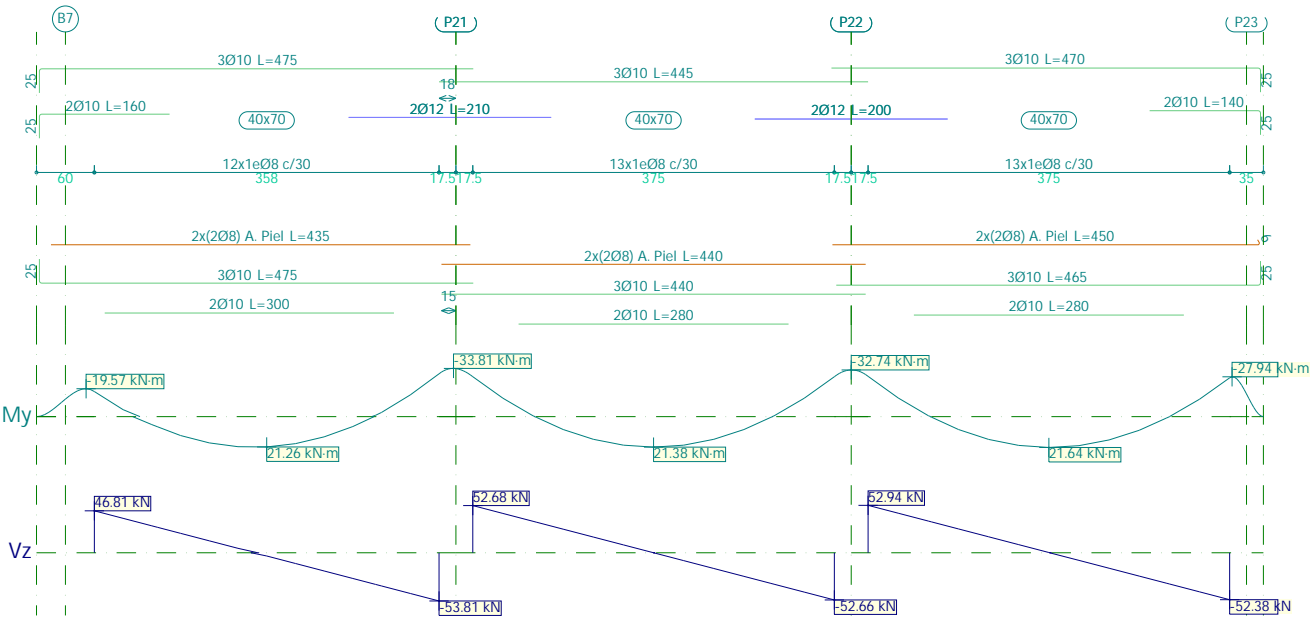 B7 P21 P22 P23
3Ø10 L=475 3Ø10 L=470
3Ø10 L=445
25 18 25
2Ø10 L=160 2Ø12 L=210 2Ø12 L=200 2Ø10 L=140
25 40x70 40x70 40x70 25
12x1eØ8 c/30 13x1eØ8 c/30 13x1eØ8 c/30
60 358 17.5 17.5 375 17.5 17.5 375 35
2x(2Ø8) A. Piel L=435 2x(2Ø8) A. Piel L=450 9
2x(2Ø8) A. Piel L=440
25 3Ø10 L=475 3Ø10 L=465 25
3Ø10 L=440
15
2Ø10 L=300 2Ø10 L=280
2Ø10 L=280
-19.57 kN·m -33.81 kN·m -32.74 kN·m -27.94 kN·m
My
21.26 kN·m 21.38 kN·m 21.64 kN·m
46.81 kN 52.68 kN 52.94 kN
Vz
-53.81 kN -52.66 kN -52.38 kN